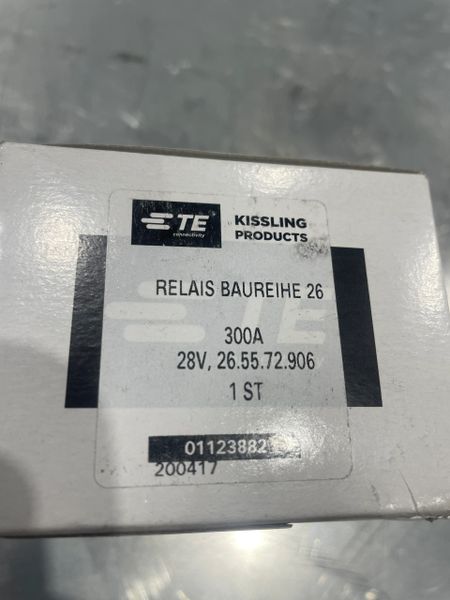 TE
connectivity
KISSLING
PRODUCTS
RELAIS BAUREIHE 26
300A
28V, 26.55.72.906
1 ST
01123882
200417